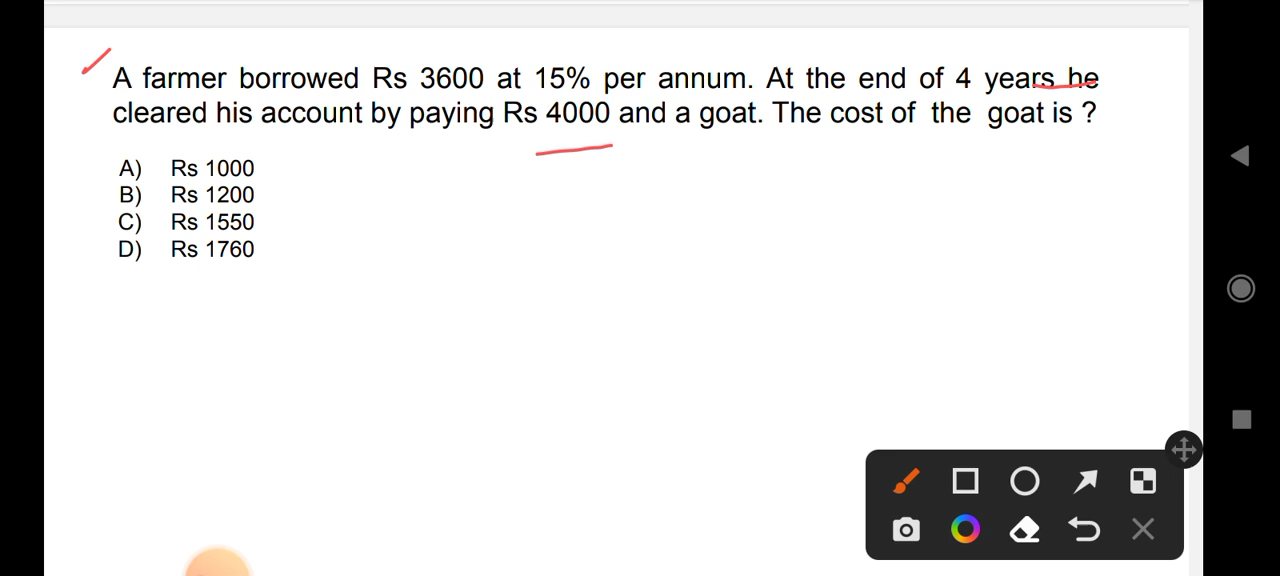 A farmer borrowed Rs 3600 at 15% per annum. At the end of 4 years he
cleared his account by paying Rs 4000 and a goat. The cost of the goat is ?
A) Rs 1000
B) Rs 1200
C) Rs 1550
D) Rs 1760